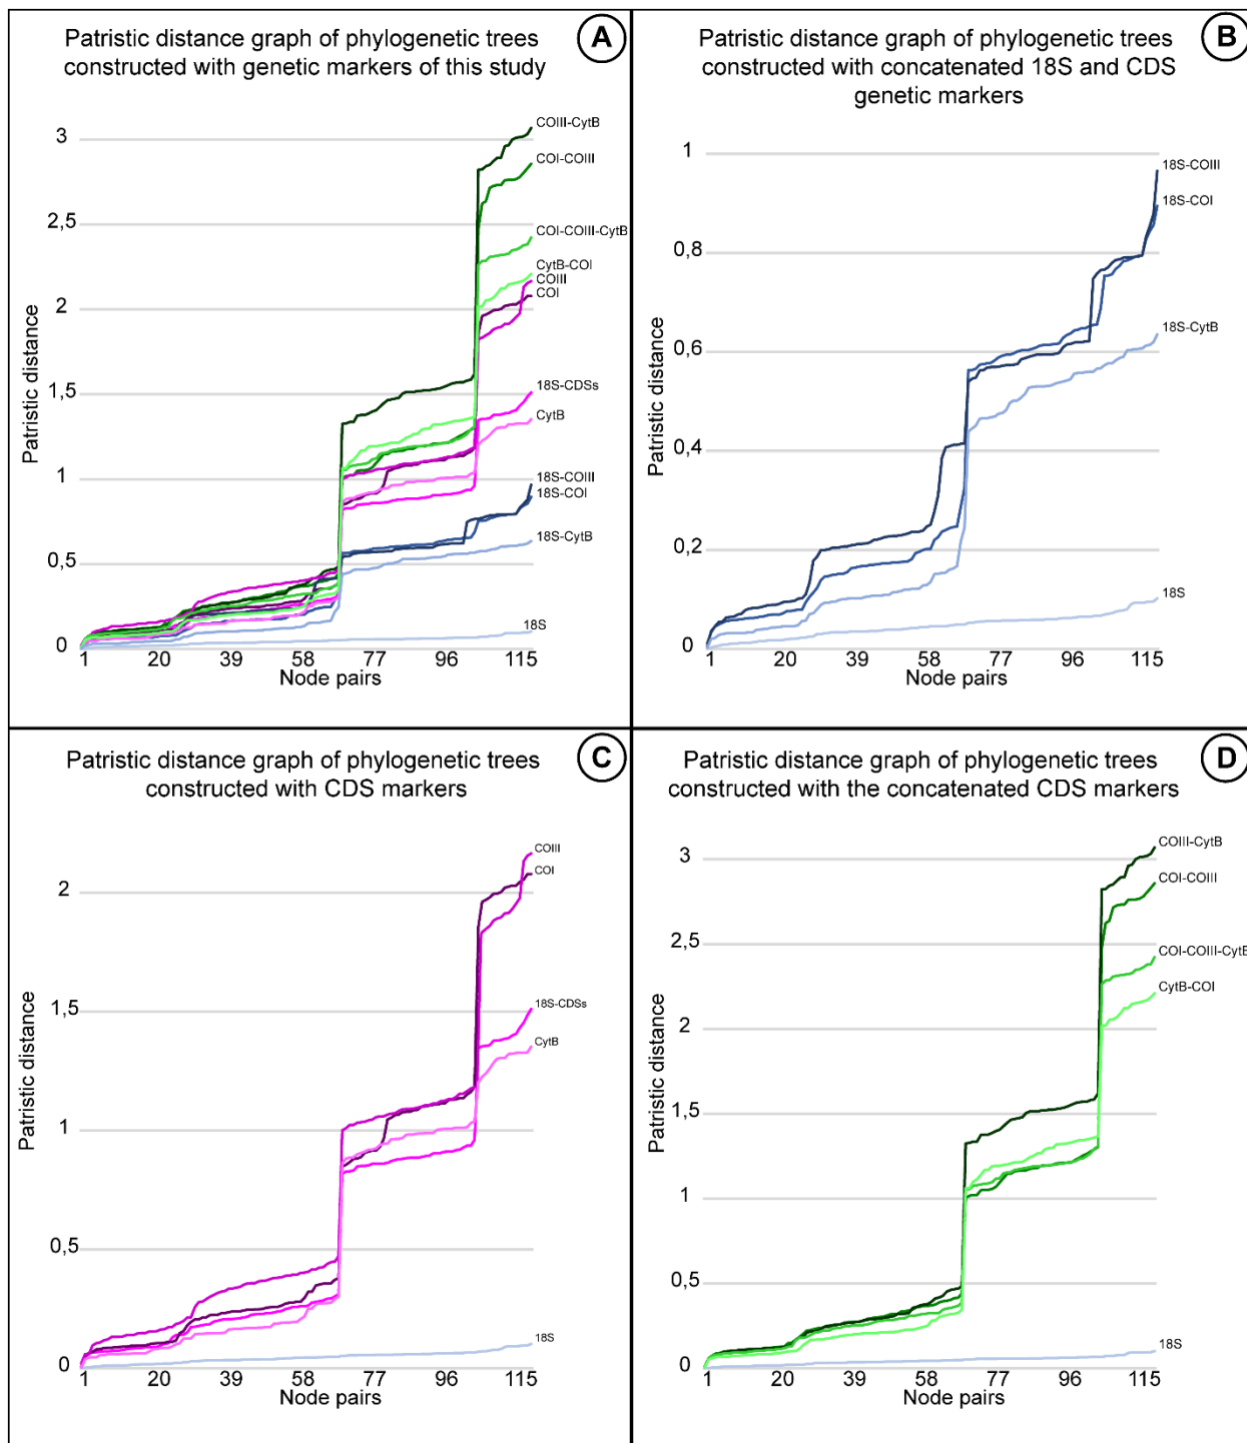 Patristic distance graph of phylogenetic trees
constructed with genetic markers of this study
A
3
2,5
2
1,5
1
0,5
0
Patristic distance
COIII-CytB
COI-COIII
COI-COIII-CytB
CytB-COI
COIII
COI
18S-CDSs
CytB
18S-COIII
18S-COI
18S-CytB
18S
1 20 39 58 77 96 115
Node pairs
Patristic distance graph of phylogenetic trees
constructed with concatenated 18S and CDS
genetic markers
B
1
0,8
0,6
0,4
0,2
0
Patristic distance
18S-COIII
18S-COI
18S-CytB
18S
1 20 39 58 77 96 115
Node pairs
Patristic distance graph of phylogenetic trees
constructed with CDS markers
C
2
1,5
1
0,5
0
Patristic distance
COIII
COI
18S-CDSs
CytB
18S
1 20 39 58 77 96 115
Node pairs
Patristic distance graph of phylogenetic trees
constructed with the concatenated CDS markers
D
3
2,5
2
1,5
1
0,5
0
Patristic distance
COIII-CytB
COI-COIII
COI-COIII-CytB
CytB-COI
18S
1 20 39 58 77 96 115
Node pairs